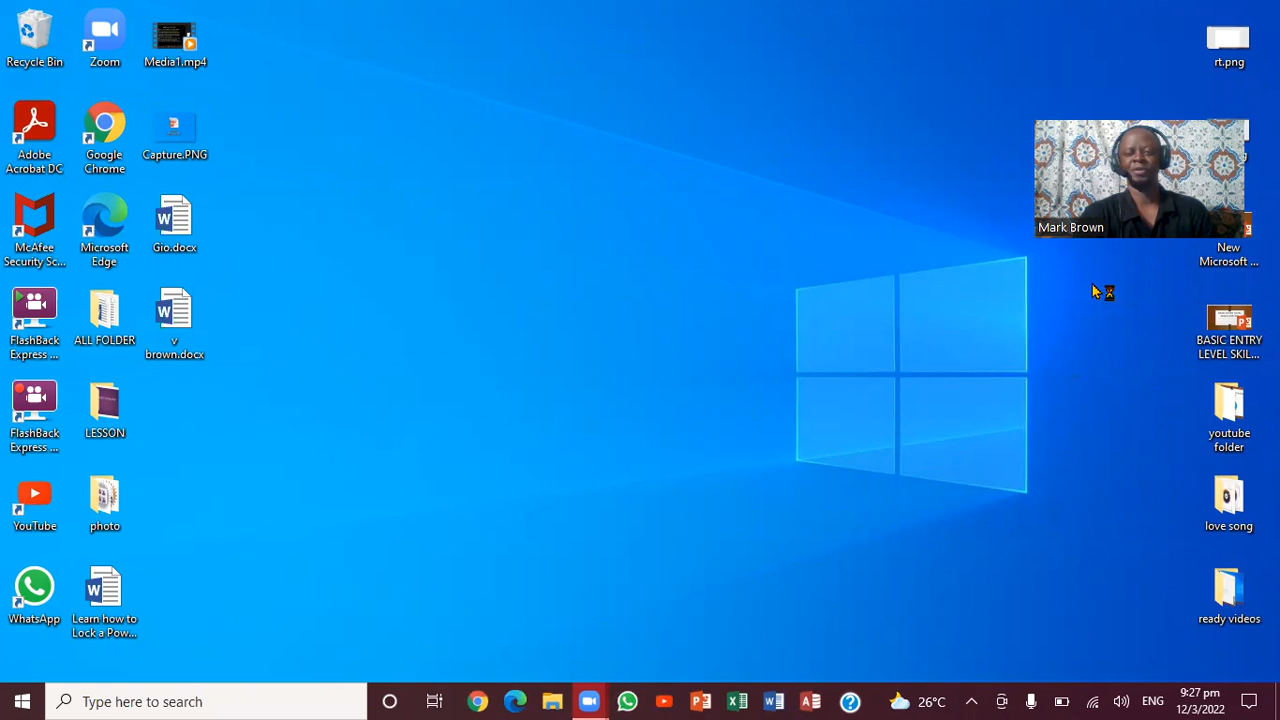 Recycle Bin
Zoom
Media1.mp4
rt.png
Adobe
Acrobat DC
Google
Chrome
Capture.PNG
Mark Brown
McAfee
Security Sc...
Microsoft
Edge
Gio.docx
New
Microsoft ...
FlashBack
Express ...
ALL FOLDER
v
brown.docx
BASIC ENTRY
LEVEL SKIL...
FlashBack
Express ...
LESSON
youtube
folder
YouTube
photo
love song
WhatsApp
Learn how to
Lock a Pow...
ready videos
Type here to search
26°C
ENG
9:27 pm
12/3/2022